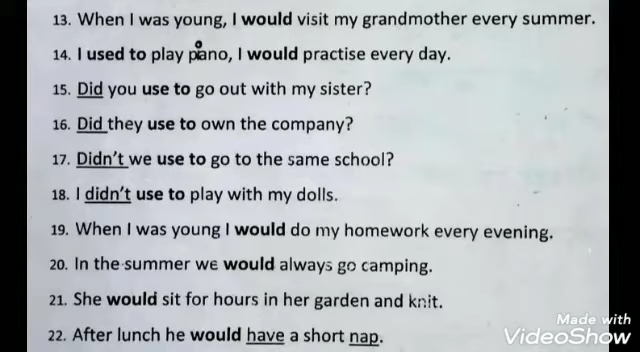 13. When I was young, I would visit my grandmother every summer.
14. I used to play piano, I would practise every day.
15. Did you use to go out with my sister?
16. Did they use to own the company?
17. Didn't we use to go to the same school?
18. I didn't use to play with my dolls.
19. When I was young I would do my homework every evening.
20. In the summer we would always go camping.
21. She would sit for hours in her garden and knit.
22. After lunch he would have a short nap.
Made with
VideoShow